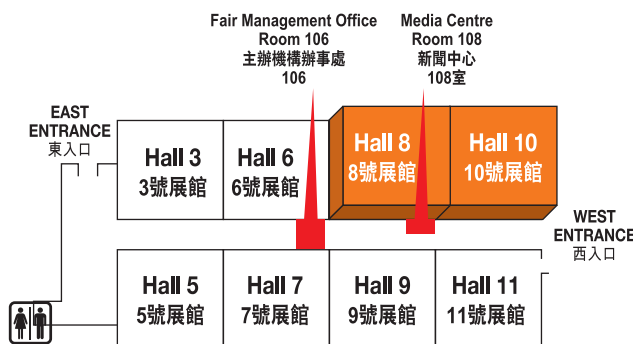 Fair Management Office
Room 106
主辦機構辦事處
106
Media Centre
Room 108
新聞中心
108室
EAST
ENTRANCE
東入口
Hall 3
3號展館
Hall 6
6號展館
Hall 8
8號展館
Hall 10
10號展館
WEST
ENTRANCE
西入口
Hall 5
5號展館
Hall 7
7號展館
Hall 9
9號展館
Hall 11
11號展館